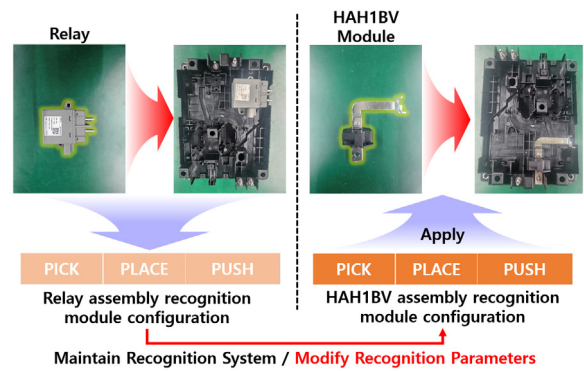 Relay
HAH1BV
Module
Apply
PICK PLACE PUSH
PICK PLACE PUSH
Relay assembly recognition
module configuration
HAH1BV assembly recognition
module configuration
Maintain Recognition System / Modify Recognition Parameters